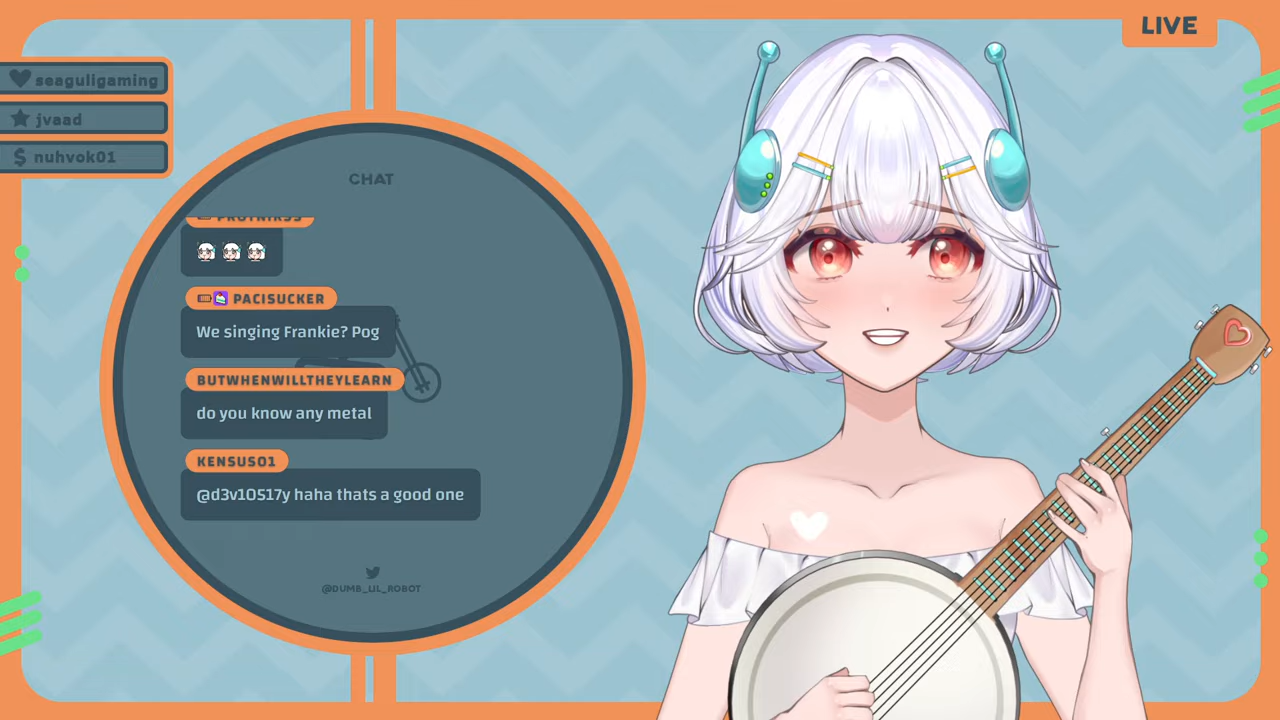 LIVE
seaguligaming
jvaad
$ nuhvok01
CHAT
PACISUCKER
We singing Frankie? Pog
BUTWHENWILLTHEYLEARN
do you know any metal
KENSUS01
@d3v10517y haha thats a good one
@DUMB_LIL_ROBOT